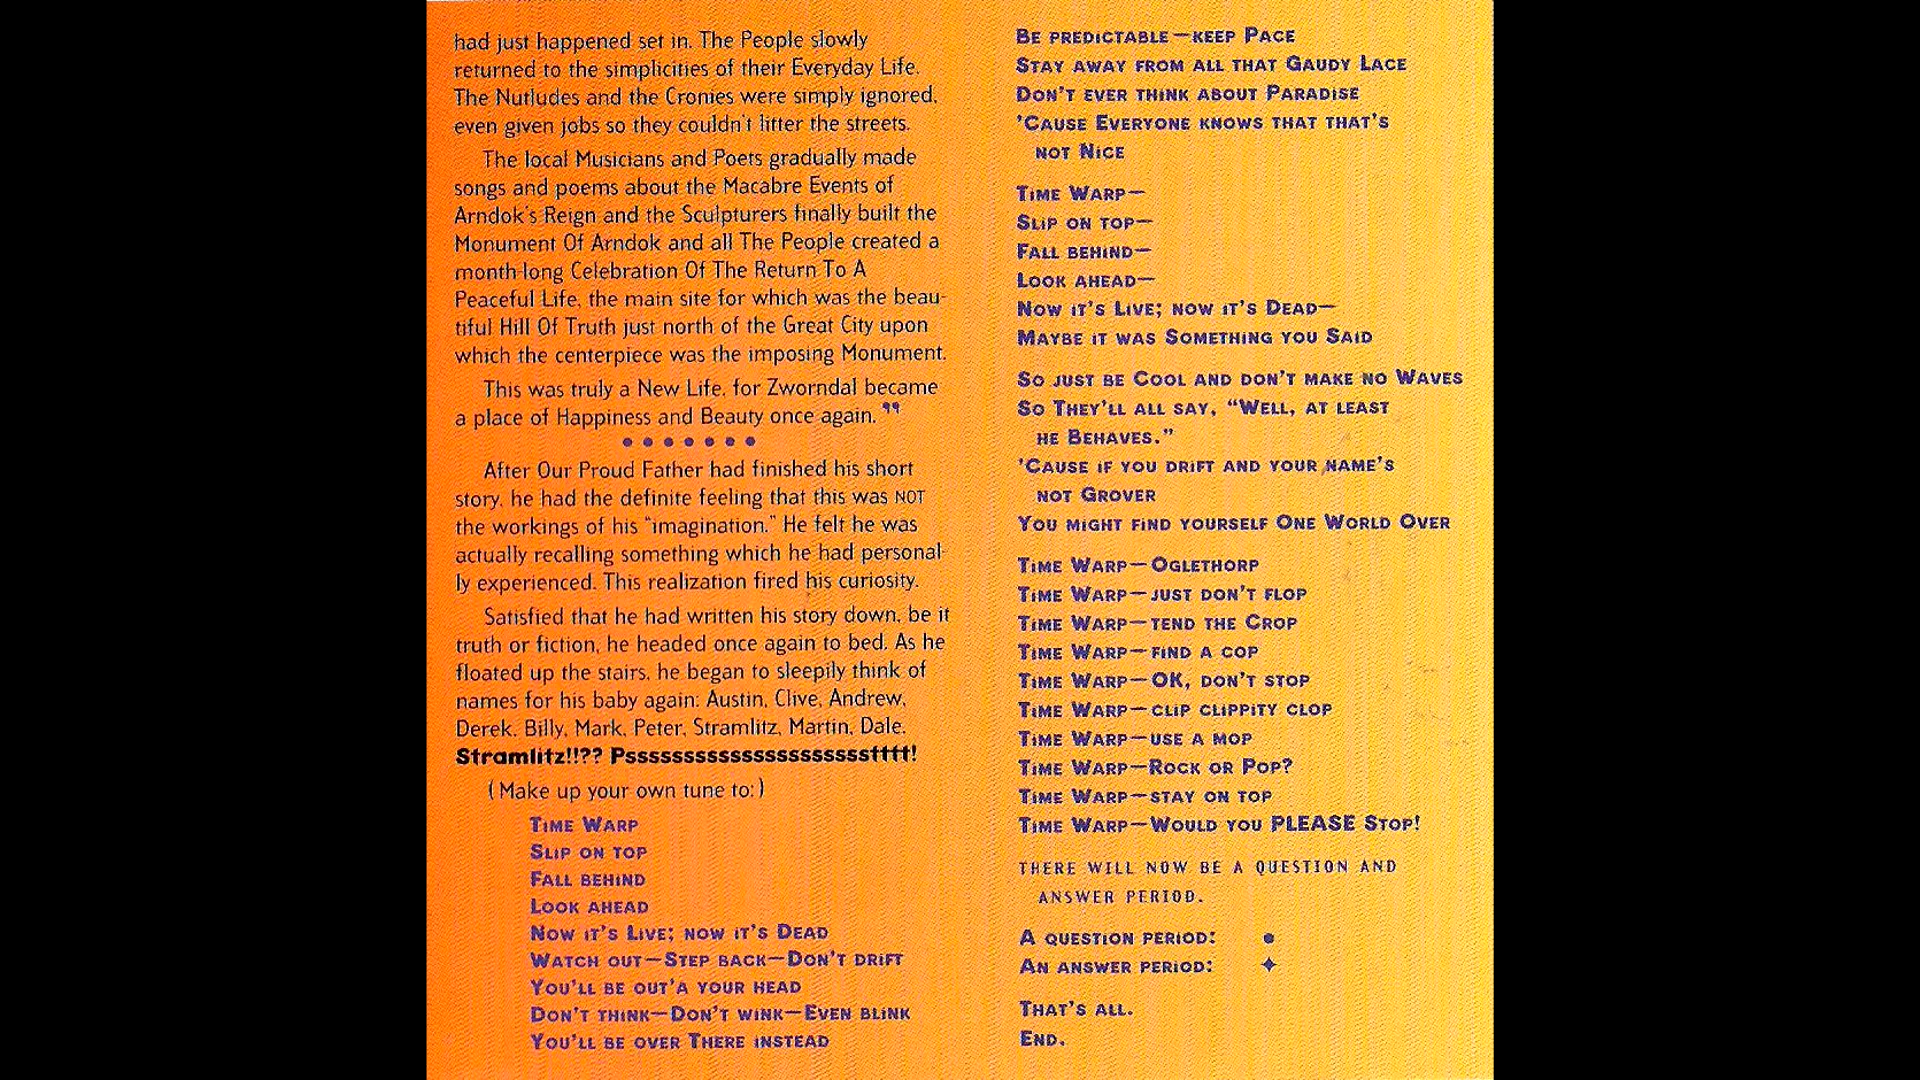 had just happened set in. The People slowly
returned to the simplicities of their Everyday Life.
The Nutludes and the Cronies were simply ignored,
even given jobs so they couldn't litter the streets.
The local Musicians and Poets gradually made
songs and poems about the Macabre Events of
Arndok's Reign and the Sculpturers finally built the
Monument Of Arndok and all The People created a
month-long Celebration Of The Return To A
Peaceful Life, the main site for which was the beau-
tiful Hill Of Truth just north of the Great City upon
which the centerpiece was the imposing Monument.
This was truly a New Life, for Zworndal became
a place of Happiness and Beauty once again.”
• • • • • • •
After Our Proud Father had finished his short
story, he had the definite feeling that this was NOT
the workings of his “imagination.” He felt he was
actually recalling something which he had personal-
ly experienced. This realization fired his curiosity.
Satisfied that he had written his story down, be it
truth or fiction, he headed once again to bed. As he
floated up the stairs, he began to sleepily think of
names for his baby again: Austin, Clive, Andrew,
Derek, Billy, Mark, Peter, Stramlitz, Martin, Dale.
Stramlitz!!?? Psssssssssssssssssssssstttt!
(Make up your own tune to:)
TIME WARP
SLIP ON TOP
FALL BEHIND
LOOK AHEAD
NOW IT'S LIVE; NOW IT'S DEAD
WATCH OUT—STEP BACK—DON'T DRIFT
YOU'LL BE OUT'A YOUR HEAD
DON'T THINK—DON'T WINK—EVEN BLINK
YOU'LL BE OVER THERE INSTEAD
BE PREDICTABLE—KEEP PACE
STAY AWAY FROM ALL THAT GAUDY LACE
DON'T EVER THINK ABOUT PARADISE
'CAUSE EVERYONE KNOWS THAT THAT'S
NOT NICE
TIME WARP—
SLIP ON TOP—
FALL BEHIND—
LOOK AHEAD—
NOW IT'S LIVE; NOW IT'S DEAD—
MAYBE IT WAS SOMETHING YOU SAID
SO JUST BE COOL AND DON'T MAKE NO WAVES
SO THEY'LL ALL SAY, “WELL, AT LEAST
HE BEHAVES.”
'CAUSE IF YOU DRIFT AND YOUR NAME'S
NOT GROVER
YOU MIGHT FIND YOURSELF ONE WORLD OVER
TIME WARP—OGLETHORP
TIME WARP—JUST DON'T FLOP
TIME WARP—TEND THE CROP
TIME WARP—FIND A COP
TIME WARP—OK, DON'T STOP
TIME WARP—CLIP CLIPPITY CLOP
TIME WARP—USE A MOP
TIME WARP—ROCK OR POP?
TIME WARP—STAY ON TOP
TIME WARP—WOULD YOU PLEASE STOP!
THERE WILL NOW BE A QUESTION AND
ANSWER PERIOD.
A QUESTION PERIOD: •
AN ANSWER PERIOD: ✦
THAT'S ALL.
END.